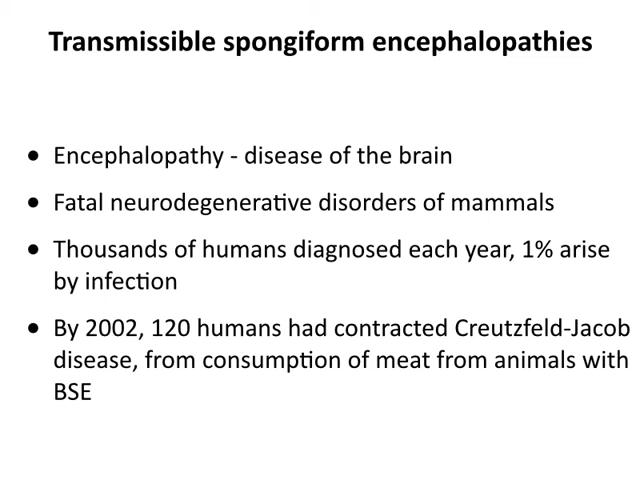 Transmissible spongiform encephalopathies
• Encephalopathy - disease of the brain
• Fatal neurodegenerative disorders of mammals
• Thousands of humans diagnosed each year, 1% arise
by infection
• By 2002, 120 humans had contracted Creutzfeld-Jacob
disease, from consumption of meat from animals with
BSE